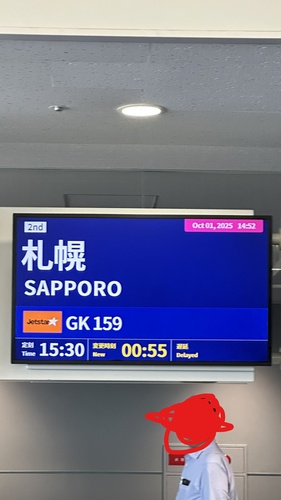 2nd
Oct 01, 2025 14:52
札幌
SAPPORO
Jetstar GK 159
定刻 変更時刻 遅延
Time 15:30 New 00:55 Delayed